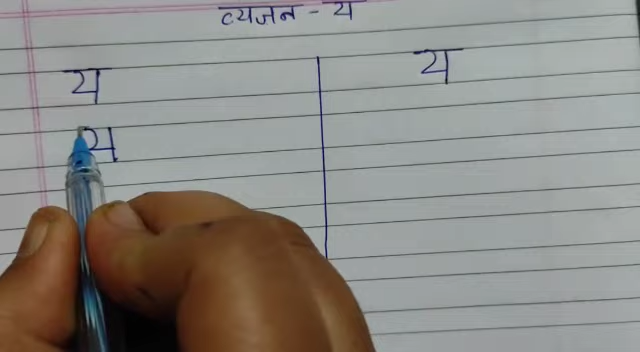 व्यजन - य
य य
य